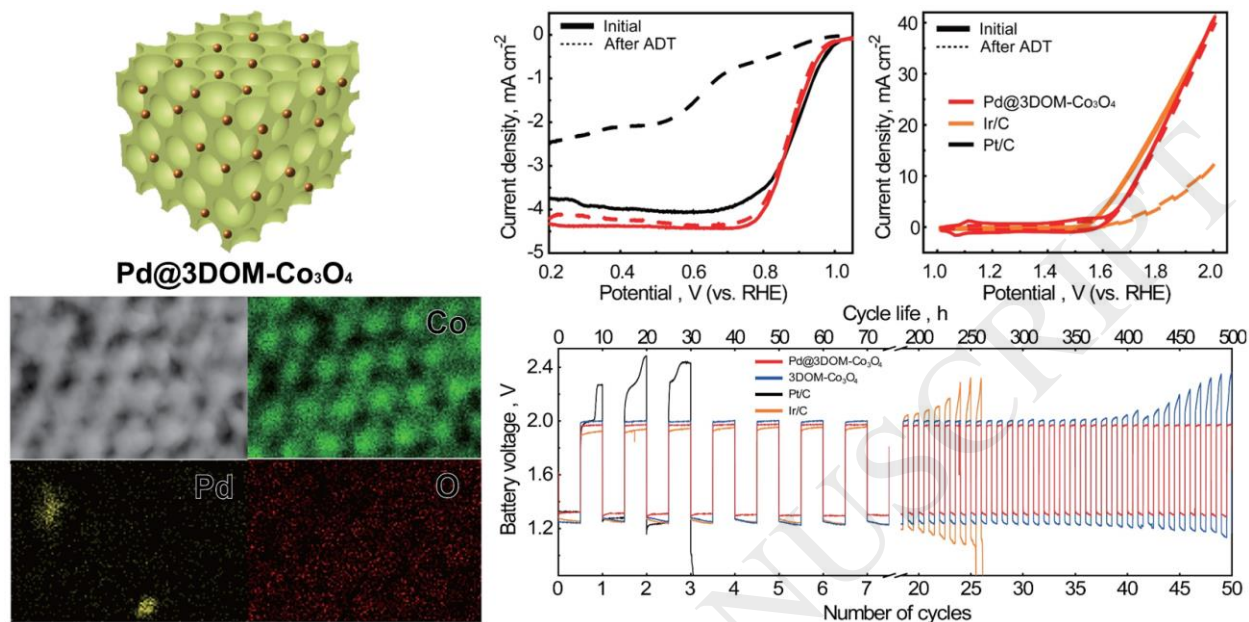 Pd@3DOM-Co₃O₄
Co
Pd
O
Initial
After ADT
Current density, mA cm⁻²
0
-1
-2
-3
-4
-5
0.2 0.4 0.6 0.8 1.0
Potential , V (vs. RHE)
Initial
After ADT
Pd@3DOM-Co₃O₄
Ir/C
Pt/C
Current density, mA cm⁻²
40
30
20
10
0
1.0 1.2 1.4 1.6 1.8 2.0
Potential , V (vs. RHE)
Cycle life , h
0 10 20 30 40 50 60 70 200 250 300 350 400 450 500
Pd@3DOM-Co₃O₄
3DOM-Co₃O₄
Pt/C
Ir/C
Battery voltage, V
2.4
2.0
1.6
1.2
0 1 2 3 4 5 6 7 20 25 30 35 40 45 50
Number of cycles
NUSCRIPT